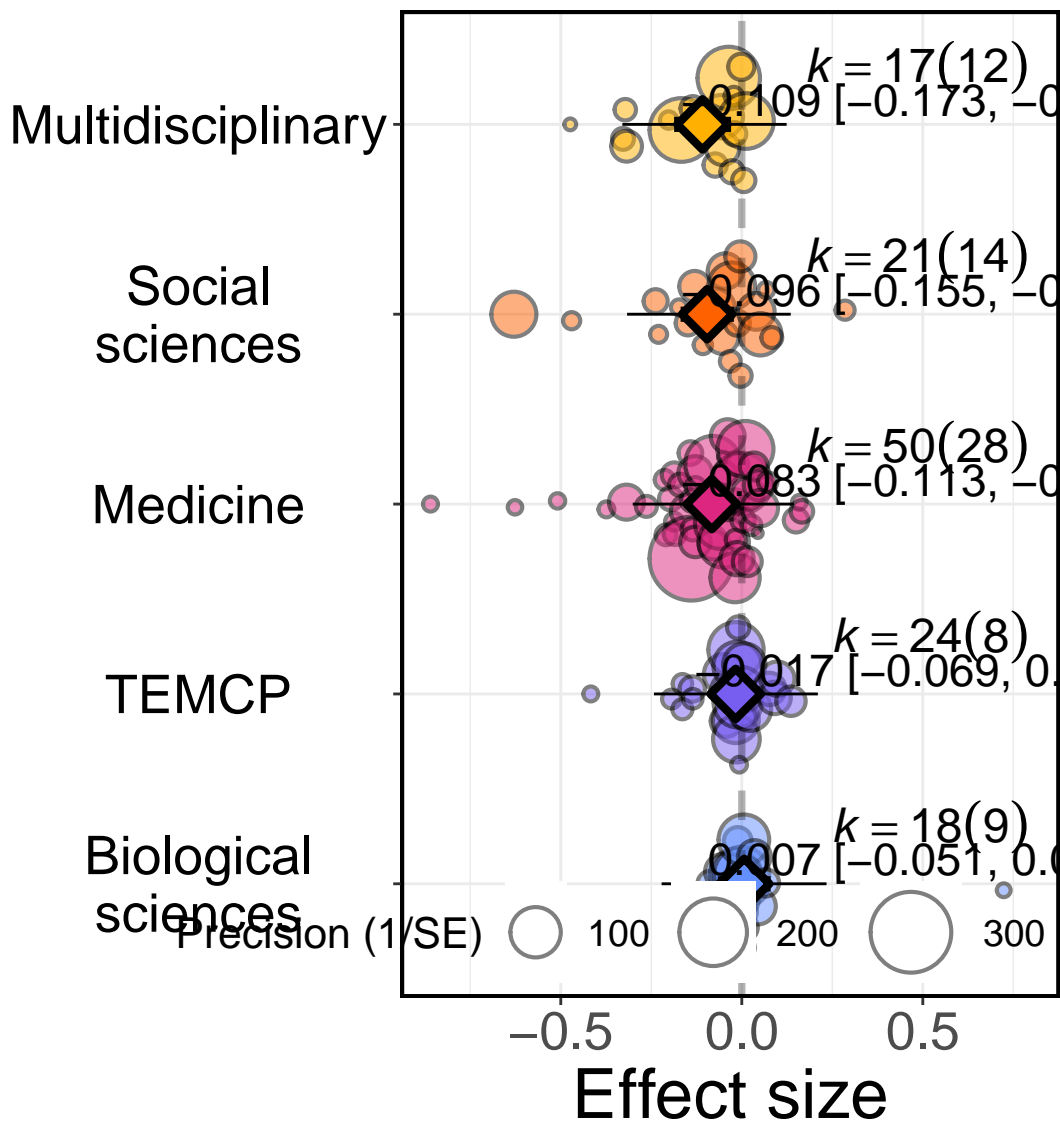 k = 17(12)
Multidisciplinary
−0.109 [−0.173, −0
Social
sciences
k = 21(14)
−0.096 [−0.155, −0
Medicine
k = 50(28)
−0.083 [−0.113, −0
TEMCP
k = 24(8)
−0.017 [−0.069, 0.
Biological
sciences
k = 18(9)
0.007 [−0.051, 0.0
Precision (1/SE) 100 200 300
−0.5 0.0 0.5
Effect size